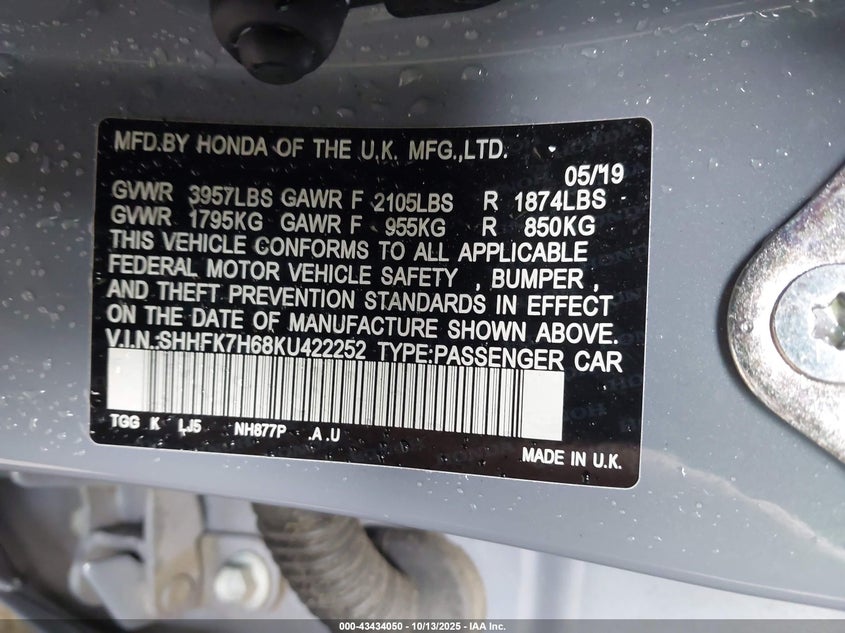 MFD.BY HONDA OF THE U.K. MFG.,LTD.
05/'19
GVWR 3957LBS GAWR F 2105LBS R 1874LBS
GVWR 1795KG GAWR F 955KG R 850KG
THIS VEHICLE CONFORMS TO ALL APPLICABLE
FEDERAL MOTOR VEHICLE SAFETY , BUMPER ,
AND THEFT PREVENTION STANDARDS IN EFFECT
ON THE DATE OF MANUFACTURE SHOWN ABOVE.
V.I.N.:SHHFK7H68KU422252 TYPE:PASSENGER CAR
TGG K LJ5 NH877P .A .U
MADE IN U.K.
000-43434050 | 10/13/2025 - IAA Inc.